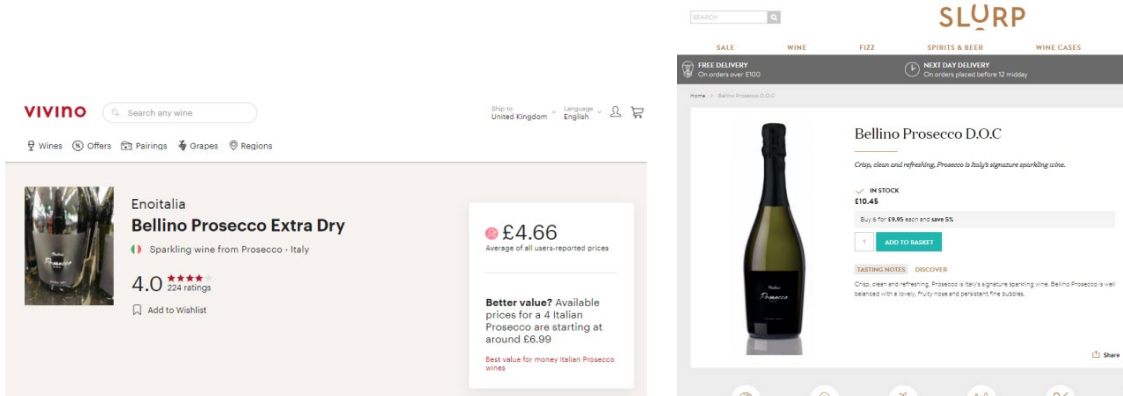 VIVINO
Search any wine
Ship to
United Kingdom
Language
English
Wines Offers Pairings Grapes Regions
Enoitalia
Bellino Prosecco Extra Dry
Sparkling wine from Prosecco · Italy
4.0
224 ratings
Add to Wishlist
Prosecco
£4.66
Average of all users-reported prices
Better value? Available
prices for a 4 Italian
Prosecco are starting at
around £6.99
Best value for money Italian Prosecco
wines
SEARCH
SLURP
SALE WINE FIZZ SPIRITS & BEER WINE CASES
FREE DELIVERY
On orders over £100
NEXT DAY DELIVERY
On orders placed before 12 midday
Home > Bellino Prosecco D.O.C
Bellino
Prosecco
Bellino Prosecco D.O.C
Crisp, clean and refreshing, Prosecco is Italy's signature sparkling wine.
IN STOCK
£10.45
Buy 6 for £9.95 each and save 5%
1 ADD TO BASKET
TASTING NOTES DISCOVER
Crisp, clean and refreshing, Prosecco is Italy's signature sparkling wine. Bellino Prosecco is well
balanced with a lovely, fruity nose and persistent fine bubbles.
Share